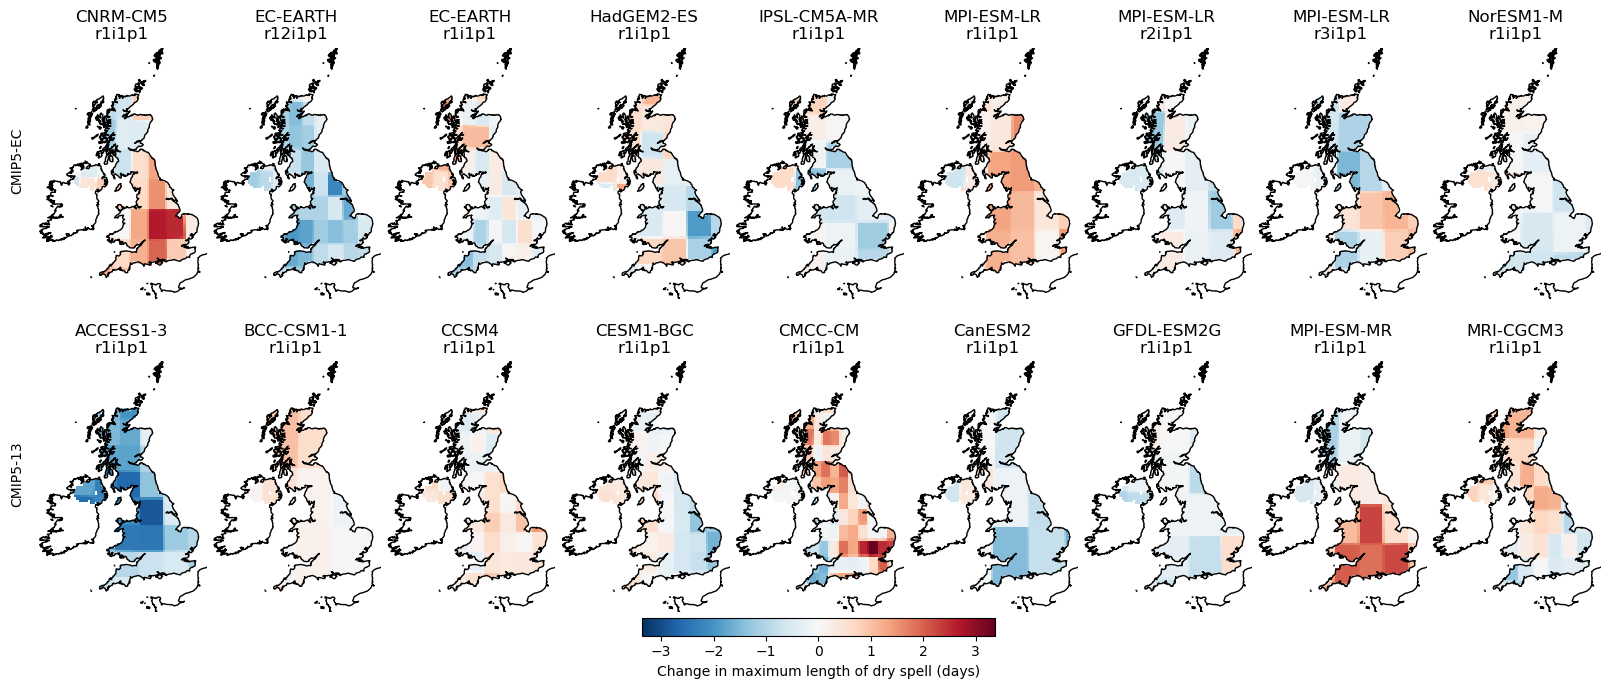 CNRM-CM5
r1i1p1
EC-EARTH
r12i1p1
EC-EARTH
r1i1p1
HadGEM2-ES
r1i1p1
IPSL-CM5A-MR
r1i1p1
MPI-ESM-LR
r1i1p1
MPI-ESM-LR
r2i1p1
MPI-ESM-LR
r3i1p1
NorESM1-M
r1i1p1
CMIP5-EC
ACCESS1-3
r1i1p1
BCC-CSM1-1
r1i1p1
CCSM4
r1i1p1
CESM1-BGC
r1i1p1
CMCC-CM
r1i1p1
CanESM2
r1i1p1
GFDL-ESM2G
r1i1p1
MPI-ESM-MR
r1i1p1
MRI-CGCM3
r1i1p1
CMIP5-13
−3 −2 −1 0 1 2 3
Change in maximum length of dry spell (days)